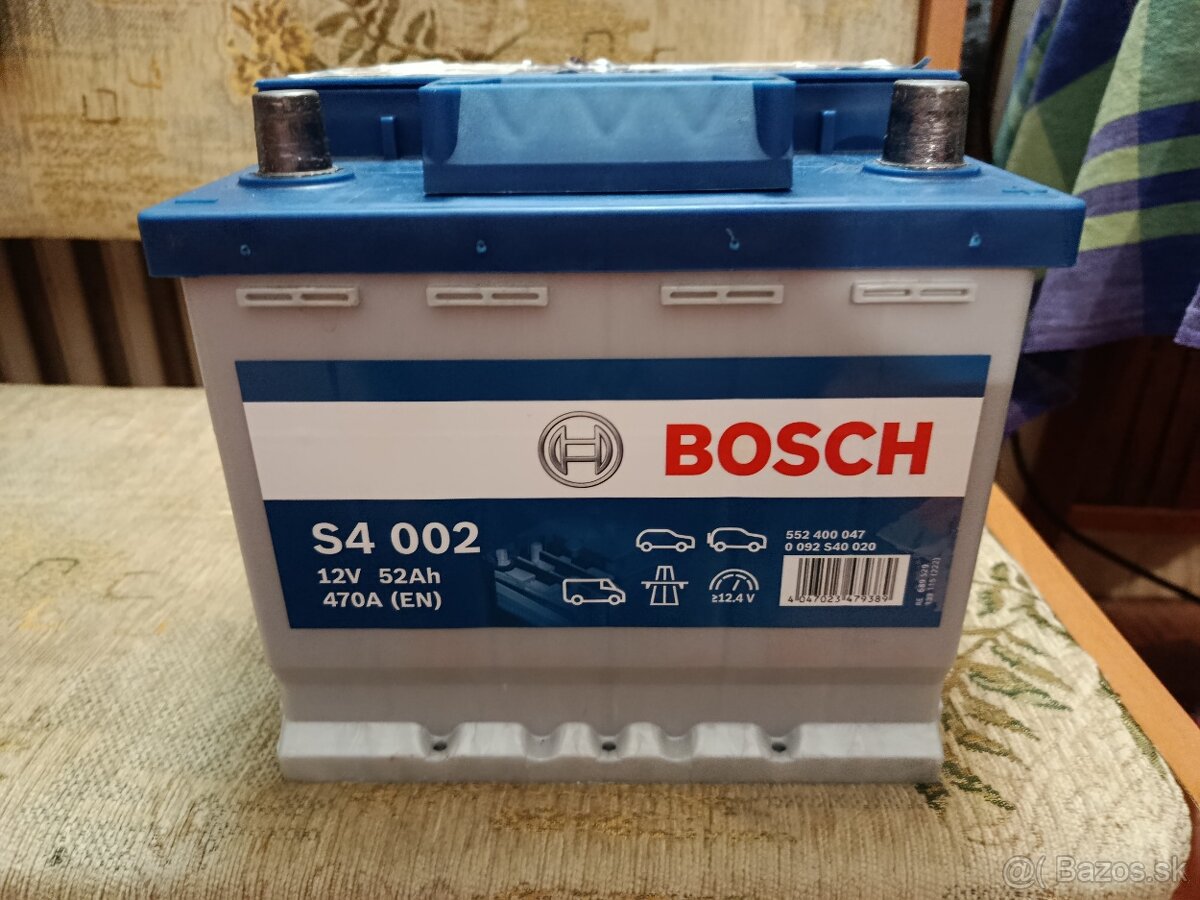 BOSCH
S4 002
12V 52Ah
470A (EN)
≥12.4 V
552 400 047
0 092 S40 020
4 047023 479389
@( Bazos.sk